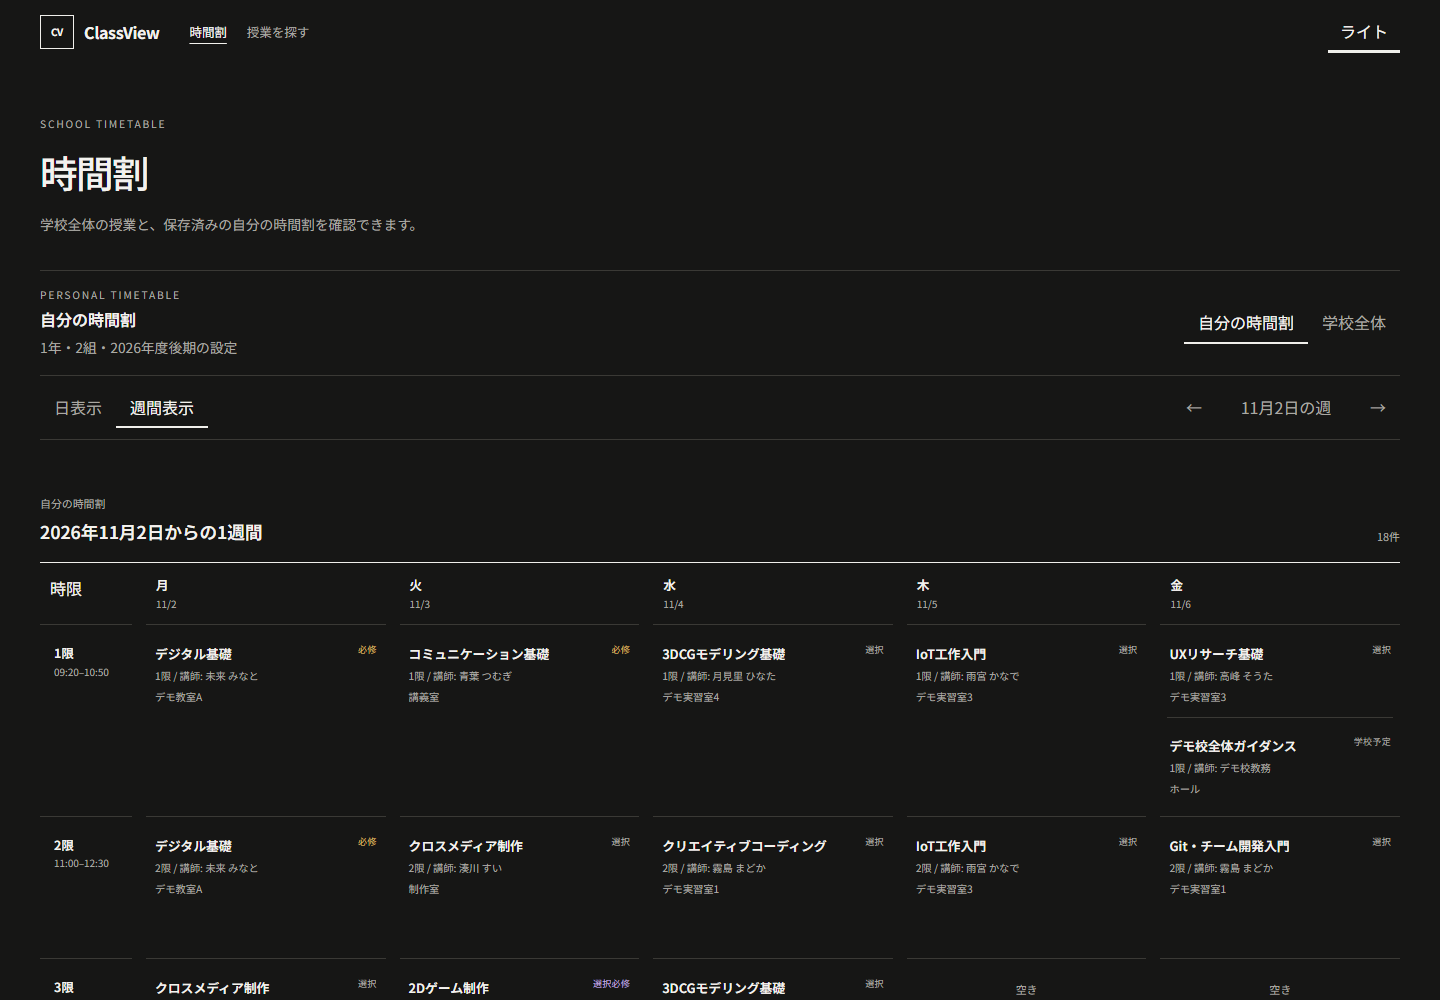 CV ClassView 時間割 授業を探す ライト
SCHOOL TIMETABLE
時間割
学校全体の授業と、保存済みの自分の時間割を確認できます。
PERSONAL TIMETABLE
自分の時間割
1年・2組・2026年度後期の設定
自分の時間割 学校全体
日表示 週間表示 ← 11月2日の週 →
自分の時間割
2026年11月2日からの1週間
18件
時限 月 火 水 木 金
11/2 11/3 11/4 11/5 11/6
1限
09:20–10:50
デジタル基礎 必修
1限 / 講師: 未来 みなと
デモ教室A
コミュニケーション基礎 必修
1限 / 講師: 青葉 つむぎ
講義室
3DCGモデリング基礎 選択
1限 / 講師: 月見里 ひなた
デモ実習室4
IoT工作入門 選択
1限 / 講師: 雨宮 かなで
デモ実習室3
UXリサーチ基礎 選択
1限 / 講師: 高峰 そうた
デモ実習室3
デモ校全体ガイダンス 学校予定
1限 / 講師: デモ校教務
ホール
2限
11:00–12:30
デジタル基礎 必修
2限 / 講師: 未来 みなと
デモ教室A
クロスメディア制作 選択
2限 / 講師: 湊川 すい
制作室
クリエイティブコーディング 選択
2限 / 講師: 霧島 まどか
デモ実習室1
IoT工作入門 選択
2限 / 講師: 雨宮 かなで
デモ実習室3
Git・チーム開発入門 選択
2限 / 講師: 霧島 まどか
デモ実習室1
3限
クロスメディア制作 選択
2Dゲーム制作 選択必修
3DCGモデリング基礎 選択
空き
空き